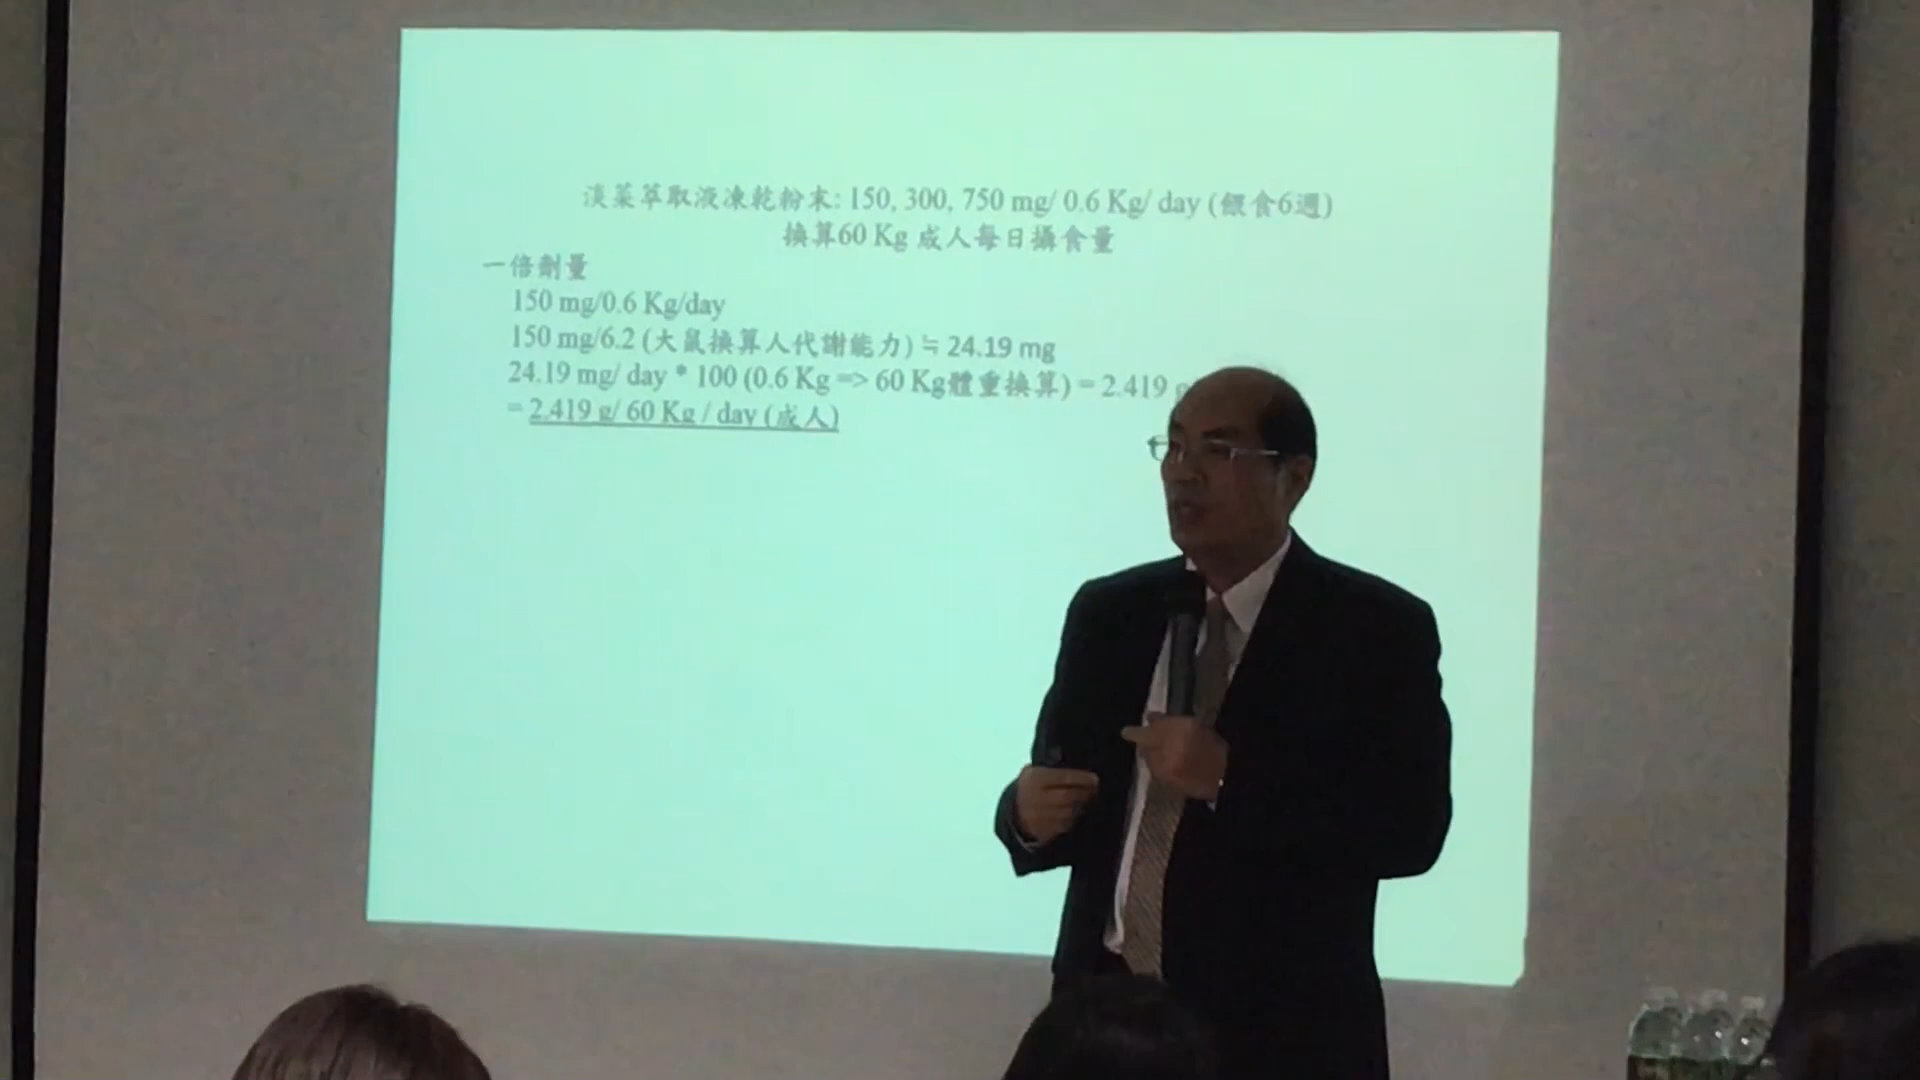 淡菜萃取液凍乾粉末: 150, 300, 750 mg/ 0.6 Kg/ day (餵食6週)
換算60 Kg 成人每日攝食量
一倍劑量
150 mg/0.6 Kg/day
150 mg/6.2 (大鼠換算人代謝能力) ≒ 24.19 mg
24.19 mg/ day * 100 (0.6 Kg => 60 Kg體重換算) = 2.419 g
= 2.419 g/ 60 Kg / day (成人)